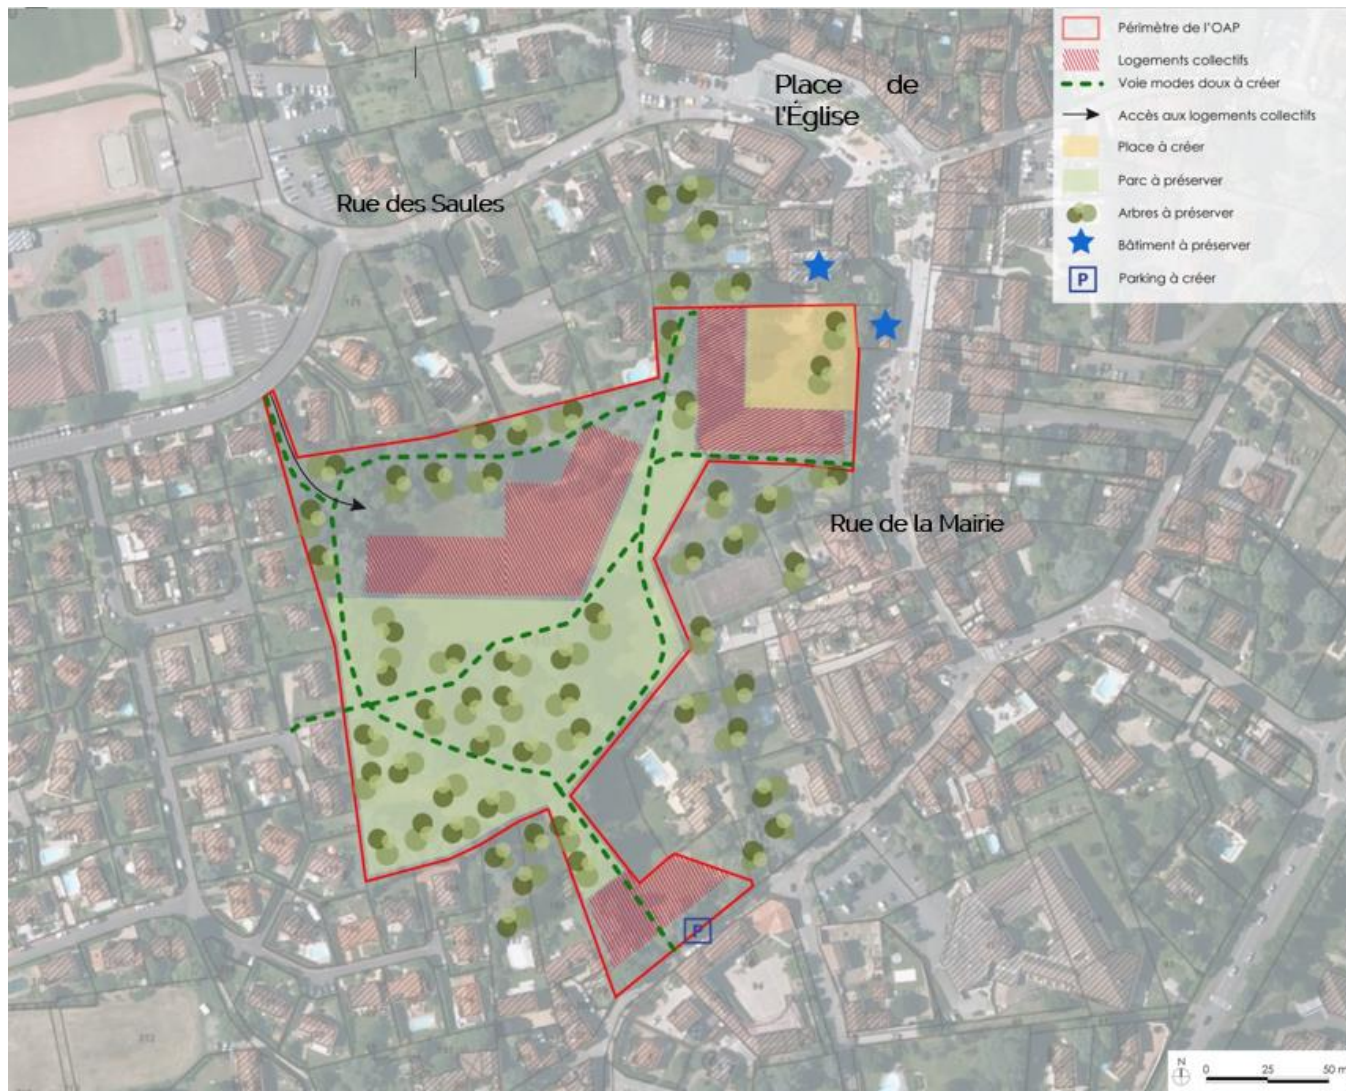 Périmètre de l'OAP
Logements collectifs
Voie modes doux à créer
Accès aux logements collectifs
Place à créer
Parc à préserver
Arbres à préserver
Bâtiment à préserver
P Parking à créer
Place de
l'Église
Rue des Saules
31
Rue de la Mairie
P
N
0 25 50 m